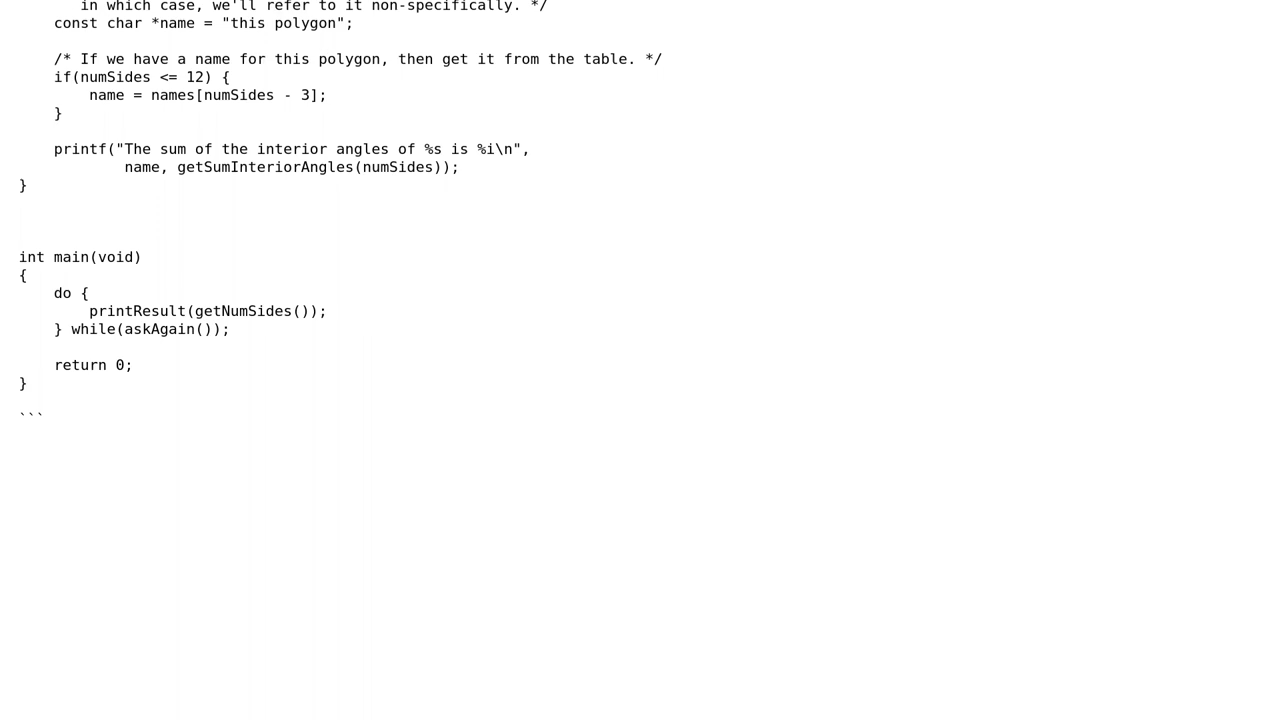 in which case, we'll refer to it non-specifically. */
    const char *name = "this polygon";

    /* If we have a name for this polygon, then get it from the table. */
    if(numSides <= 12) {
        name = names[numSides - 3];
    }

    printf("The sum of the interior angles of %s is %i\n",
            name, getSumInteriorAngles(numSides));
}

int main(void)
{
    do {
        printResult(getNumSides());
    } while(askAgain());

    return 0;
}

```